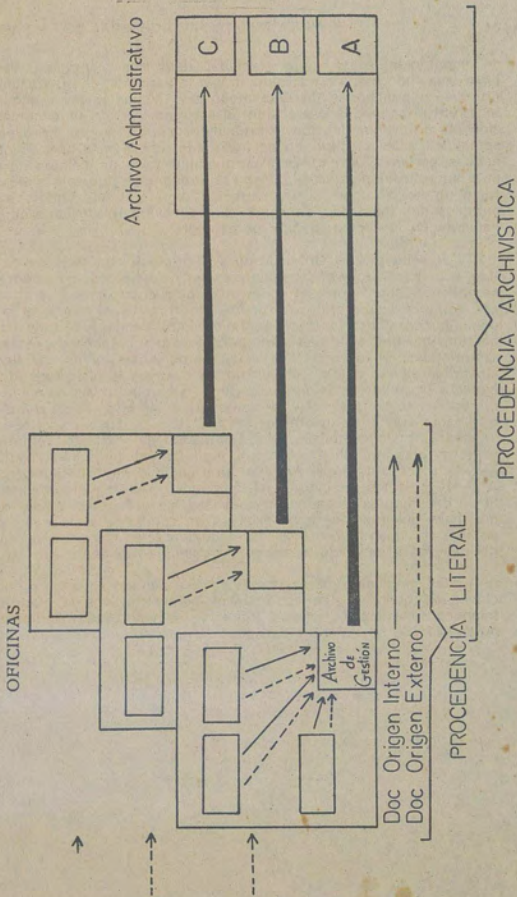 OFICINAS
Archivo Administrativo
C
B
A
Archivo
de
Gestión
Doc Origen Interno
Doc Origen Externo
PROCEDENCIA LITERAL
PROCEDENCIA ARCHIVISTICA